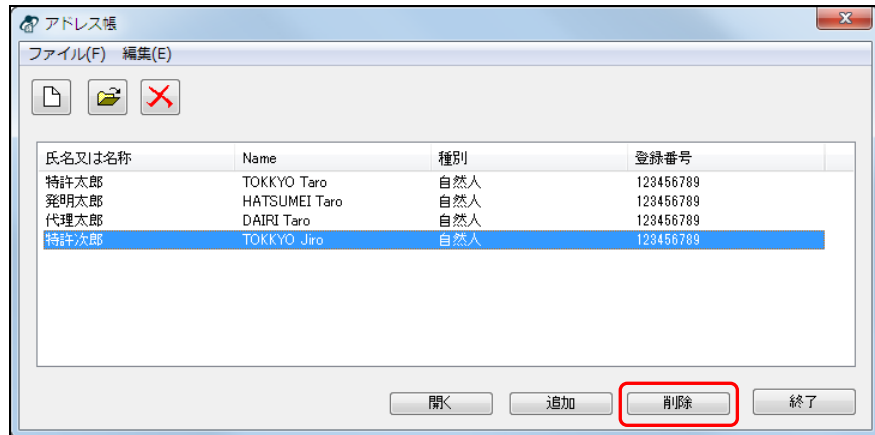 アドレス帳
ファイル(F) 編集(E)
氏名又は名称 Name 種別 登録番号
特許太郎 TOKKYO Taro 自然人 123456789
発明太郎 HATSUMEI Taro 自然人 123456789
代理太郎 DAIRI Taro 自然人 123456789
特許次郎 TOKKYO Jiro 自然人 123456789
開く 追加 削除 終了